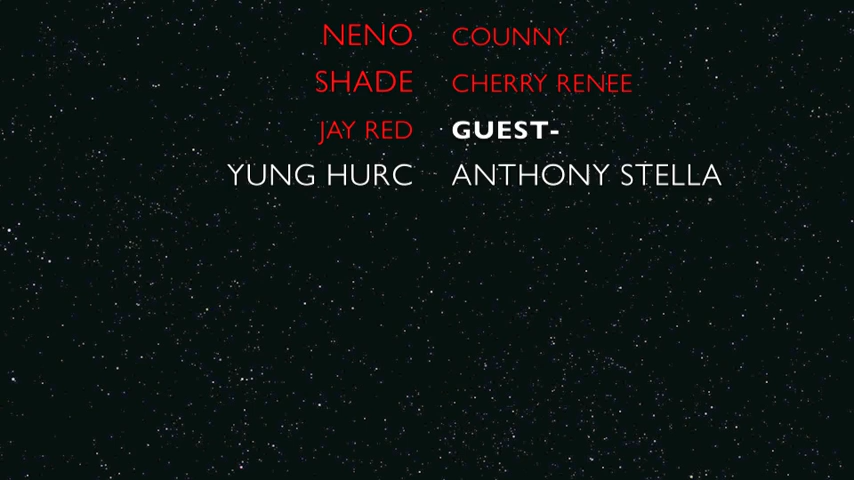 NENO COUNNY
SHADE CHERRY RENEE
JAY RED GUEST-
YUNG HURC ANTHONY STELLA